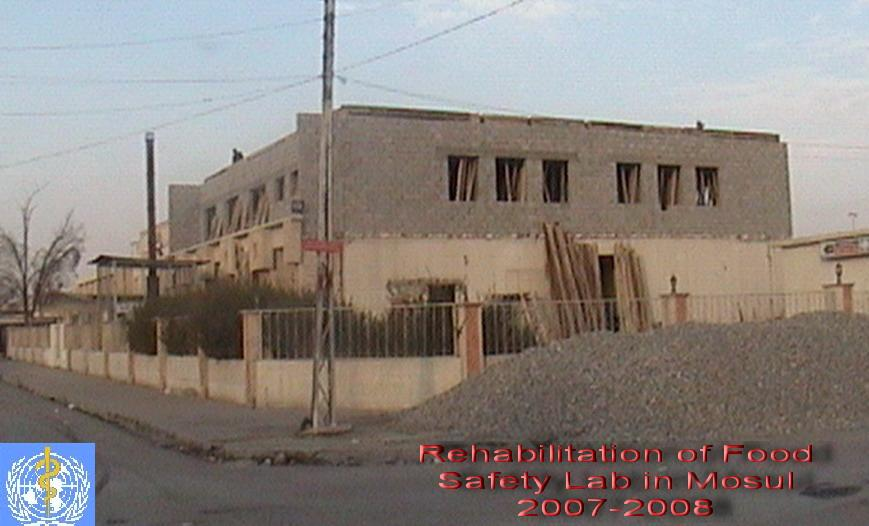 Rehabilitation of Food
Safety Lab in Mosul
2007-2008